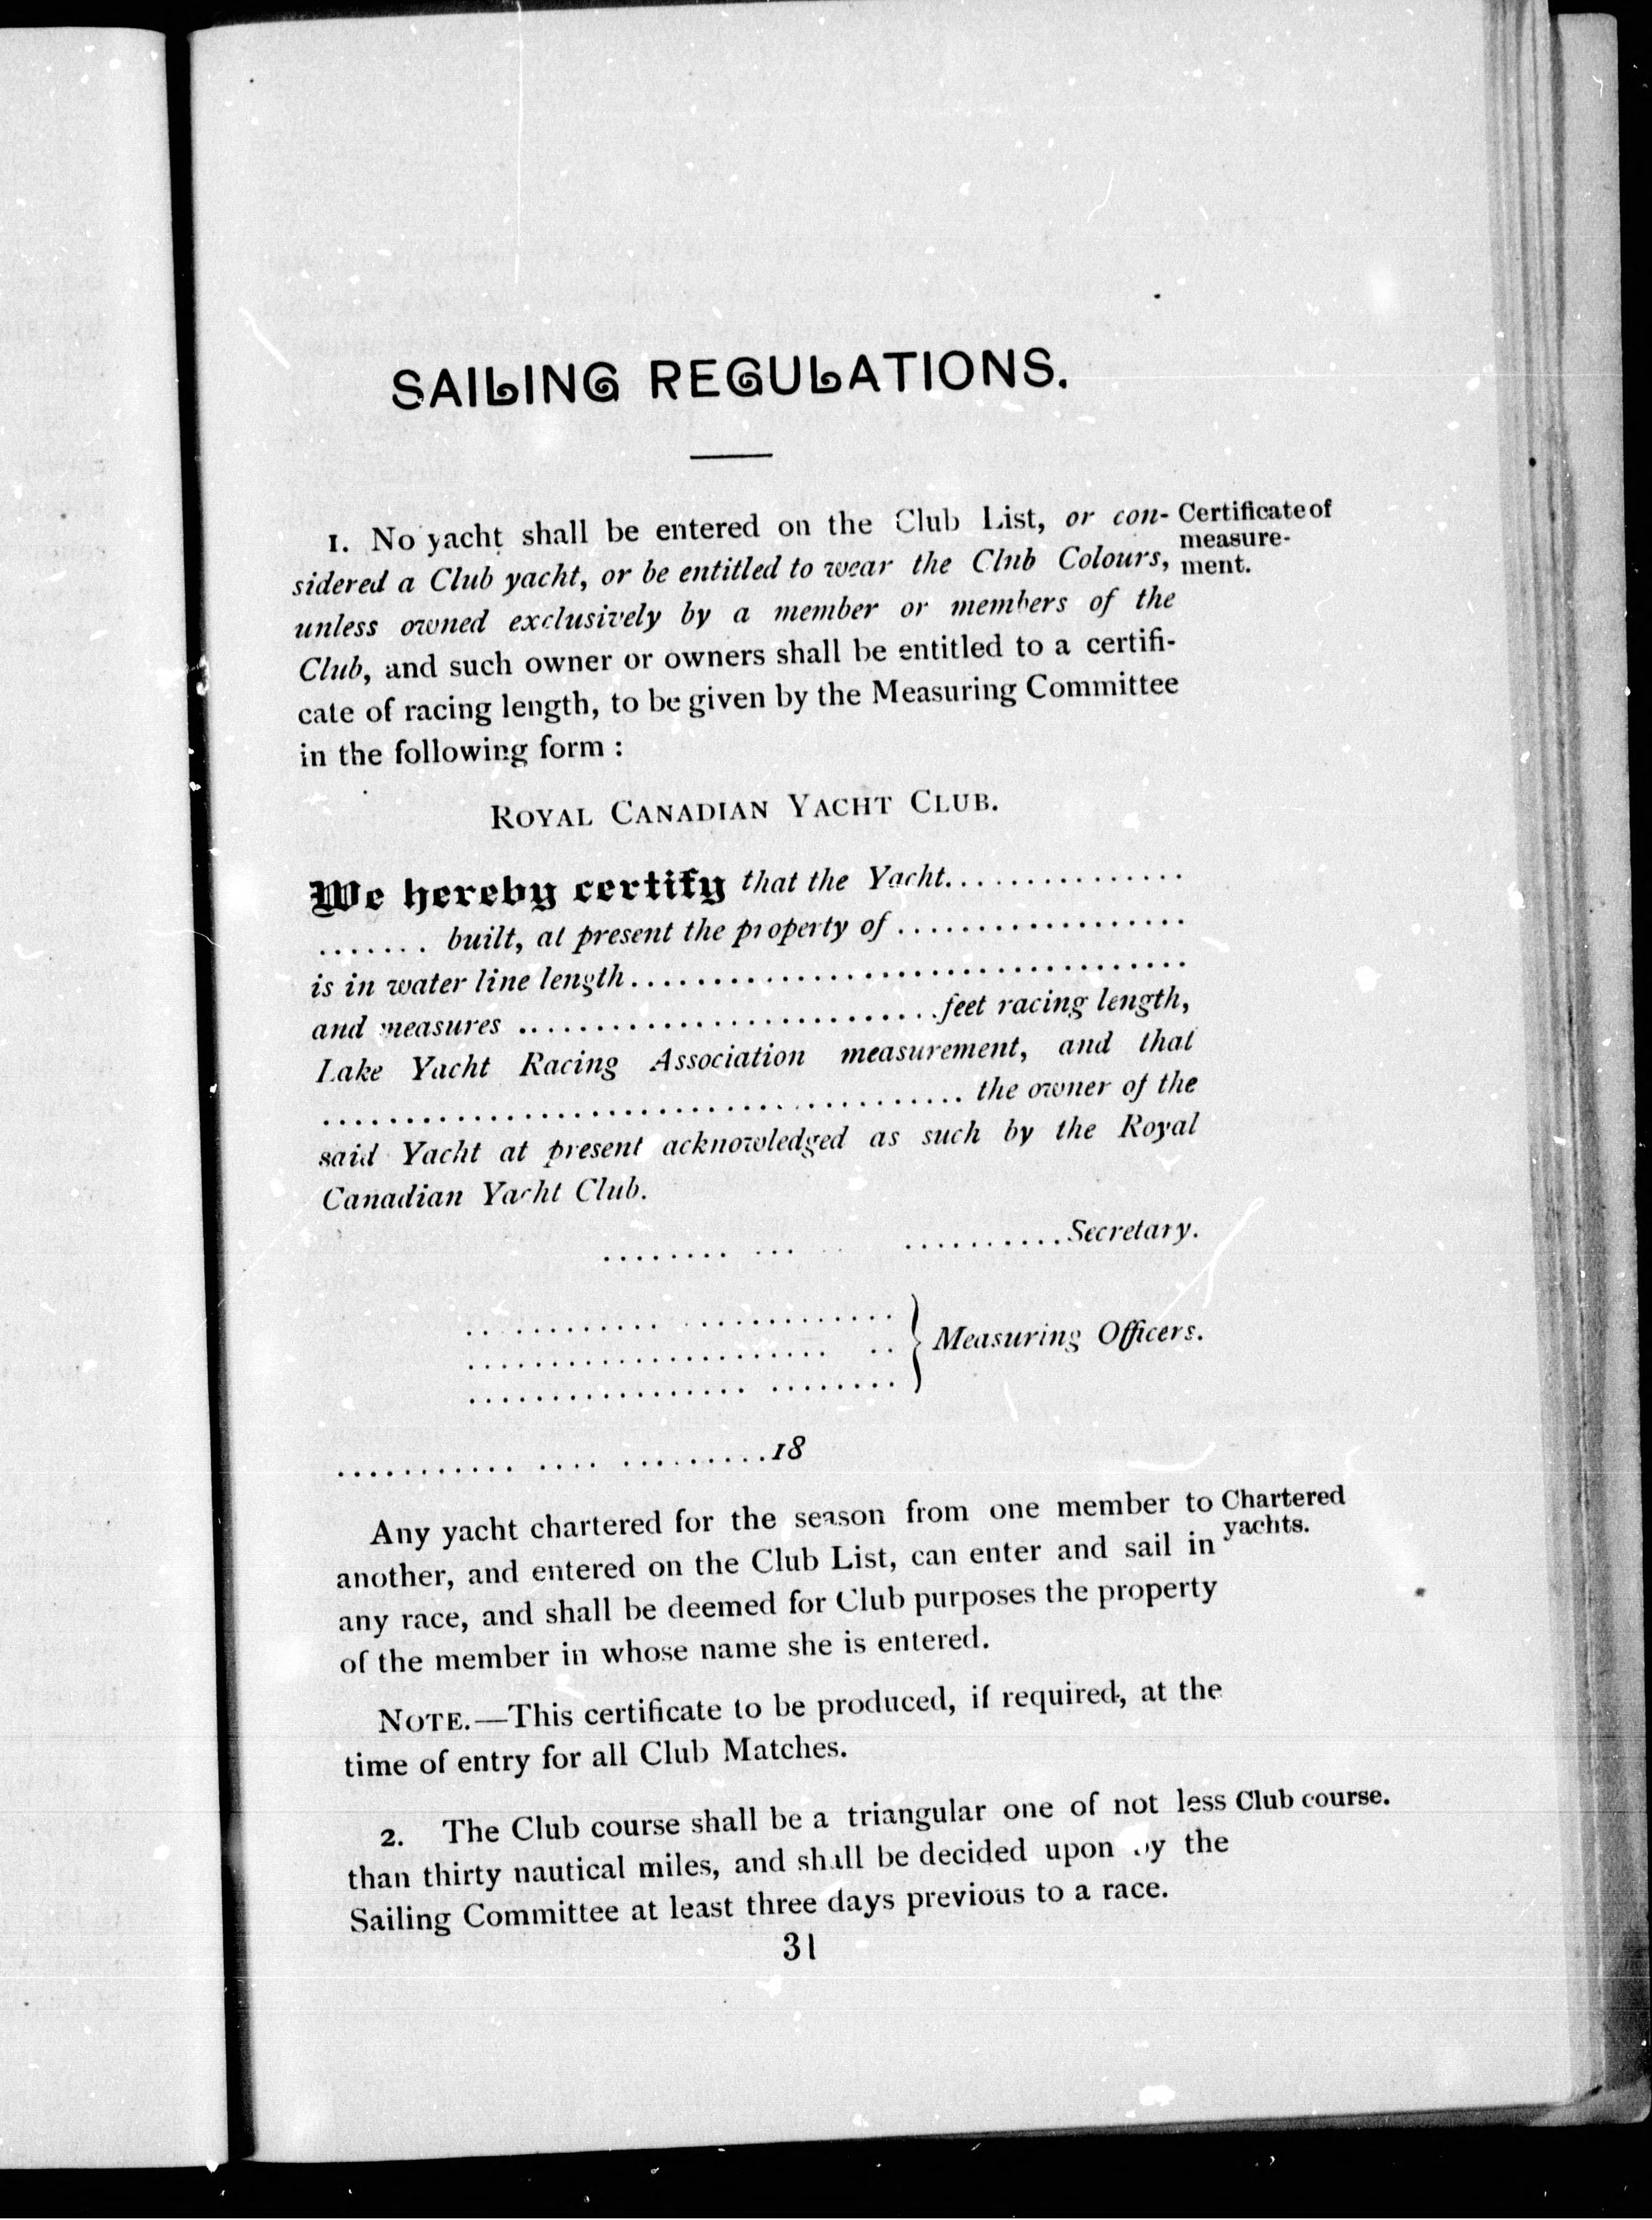 SAILING REGULATIONS.
1. No yacht shall be entered on the Club List, or con-
Certificate of
measure-
ment.
sidered a Club yacht, or be entitled to wear the Clnb Colours,
unless owned exclusively by a member or members of the
Club, and such owner or owners shall be entitled to a certifi-
cate of racing length, to be given by the Measuring Committee
in the following form :
ROYAL CANADIAN YACHT CLUB.
We hereby certify that the Yacht................
....... built, at present the property of ..................
is in water line length....................................
and measures ...........................feet racing length,
Lake Yacht Racing Association measurement, and that
......................................... the owner of the
said Yacht at present acknowledged as such by the Royal
Canadian Yacht Club.
........ ... ..........Secretary.
.. ......... ............
...................... ..
.................. ........
} Measuring Officers.
........... .... .........18
Any yacht chartered for the season from one member to
Chartered
yachts.
another, and entered on the Club List, can enter and sail in
any race, and shall be deemed for Club purposes the property
of the member in whose name she is entered.
NOTE.—This certificate to be produced, if required, at the
time of entry for all Club Matches.
2. The Club course shall be a triangular one of not less
Club course.
than thirty nautical miles, and shall be decided upon by the
Sailing Committee at least three days previous to a race.
31